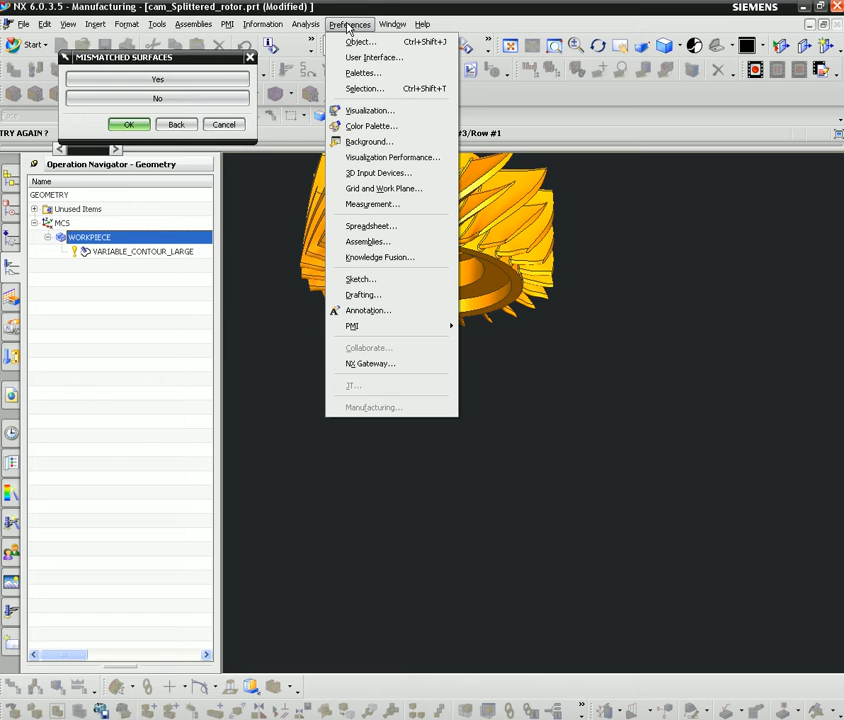 NX 6.0.3.5 - Manufacturing - [cam_Splittered_rotor.prt (Modified) ]
SIEMENS
File Edit View Insert Format Tools Assemblies PMI Information Analysis Preferences Window Help
Start
MISMATCHED SURFACES
Yes
No
OK Back Cancel
TRY AGAIN ?
#3/Row #1
Operation Navigator - Geometry
Name
GEOMETRY
Unused Items
MCS
WORKPIECE
VARIABLE_CONTOUR_LARGE
Object... Ctrl+Shift+J
User Interface...
Palettes...
Selection... Ctrl+Shift+T
Visualization...
Color Palette...
Background...
Visualization Performance...
3D Input Devices...
Grid and Work Plane...
Measurement...
Spreadsheet...
Assemblies...
Knowledge Fusion...
Sketch...
Drafting...
Annotation...
PMI
Collaborate...
NX Gateway...
JT...
Manufacturing...